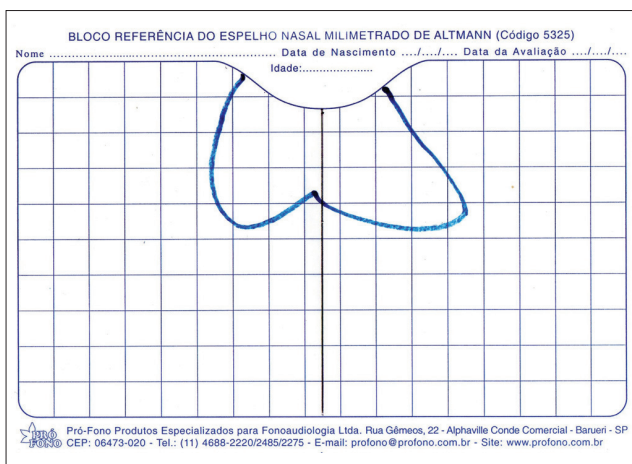 BLOCO REFERÊNCIA DO ESPELHO NASAL MILIMETRADO DE ALTMANN (Código 5325)
Nome ........................................................ Data de Nascimento ..../..../.... Data da Avaliação .../..../....
Idade:......................
PRÓ FONO
Pró-Fono Produtos Especializados para Fonoaudiologia Ltda. Rua Gêmeos, 22 - Alphaville Conde Comercial - Barueri - SP
CEP: 06473-020 - Tel.: (11) 4688-2220/2485/2275 - E-mail: profono@profono.com.br - Site: www.profono.com.br